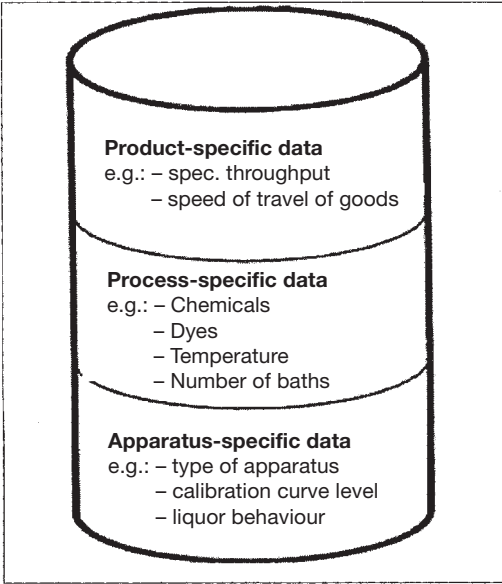 Product-specific data
e.g.: – spec. throughput
– speed of travel of goods
Process-specific data
e.g.: – Chemicals
– Dyes
– Temperature
– Number of baths
Apparatus-specific data
e.g.: – type of apparatus
– calibration curve level
– liquor behaviour